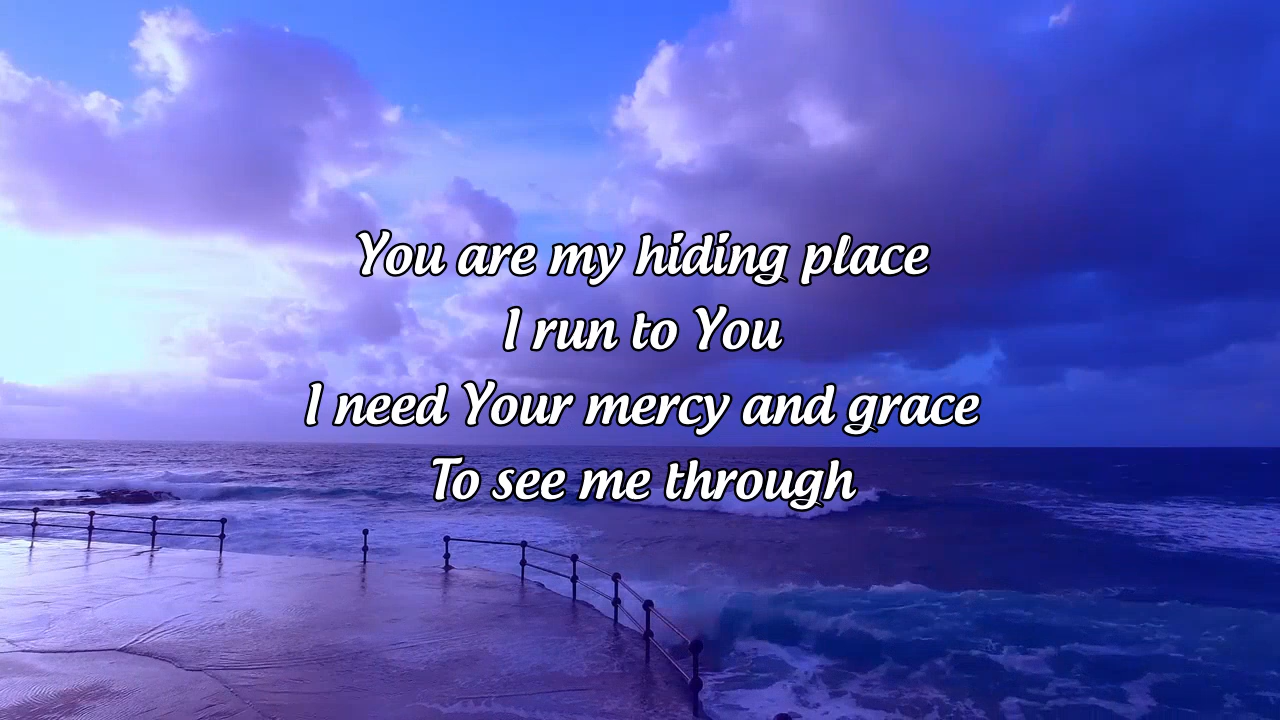 You are my hiding place
I run to You
I need Your mercy and grace
To see me through